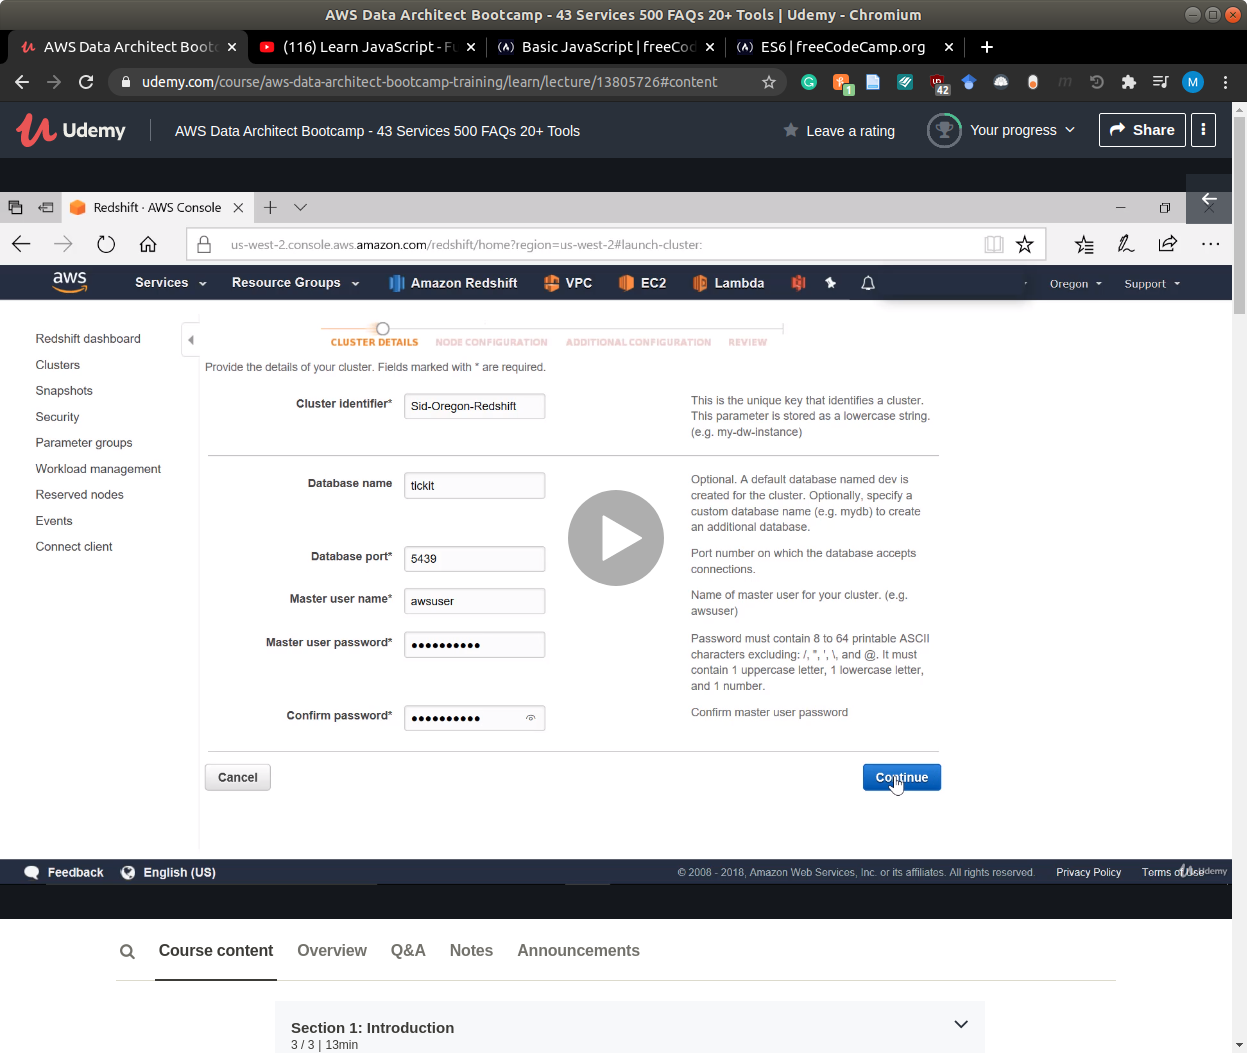 AWS Data Architect Bootcamp - 43 Services 500 FAQs 20+ Tools | Udemy - Chromium
AWS Data Architect Boot
(116) Learn JavaScript - F
Basic JavaScript | freeCo
ES6 | freeCodeCamp.org
udemy.com/course/aws-data-architect-bootcamp-training/learn/lecture/13805726#content
1
42
M
Udemy
AWS Data Architect Bootcamp - 43 Services 500 FAQs 20+ Tools
Leave a rating
Your progress
Share
Redshift · AWS Console
us-west-2.console.aws.amazon.com/redshift/home?region=us-west-2#launch-cluster:
aws
Services
Resource Groups
Amazon Redshift
VPC
EC2
Lambda
Oregon
Support
Redshift dashboard
Clusters
Snapshots
Security
Parameter groups
Workload management
Reserved nodes
Events
Connect client
CLUSTER DETAILS
NODE CONFIGURATION
ADDITIONAL CONFIGURATION
REVIEW
Provide the details of your cluster. Fields marked with * are required.
Cluster identifier*
Sid-Oregon-Redshift
This is the unique key that identifies a cluster.
This parameter is stored as a lowercase string.
(e.g. my-dw-instance)
Database name
tickit
Optional. A default database named dev is
created for the cluster. Optionally, specify a
custom database name (e.g. mydb) to create
an additional database.
Database port*
5439
Port number on which the database accepts
connections.
Master user name*
awsuser
Name of master user for your cluster. (e.g.
awsuser)
Master user password*
●●●●●●●●●●
Password must contain 8 to 64 printable ASCII
characters excluding: /, ", ', \, and @. It must
contain 1 uppercase letter, 1 lowercase letter,
and 1 number.
Confirm password*
●●●●●●●●●●
Confirm master user password
Cancel
Continue
Feedback
English (US)
© 2008 - 2018, Amazon Web Services, Inc. or its affiliates. All rights reserved.
Privacy Policy
Terms of Use
Udemy
Course content
Overview
Q&A
Notes
Announcements
Section 1: Introduction
3 / 3 | 13min